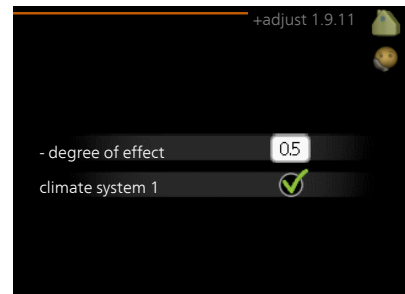 +adjust 1.9.11
- degree of effect 0.5
climate system 1